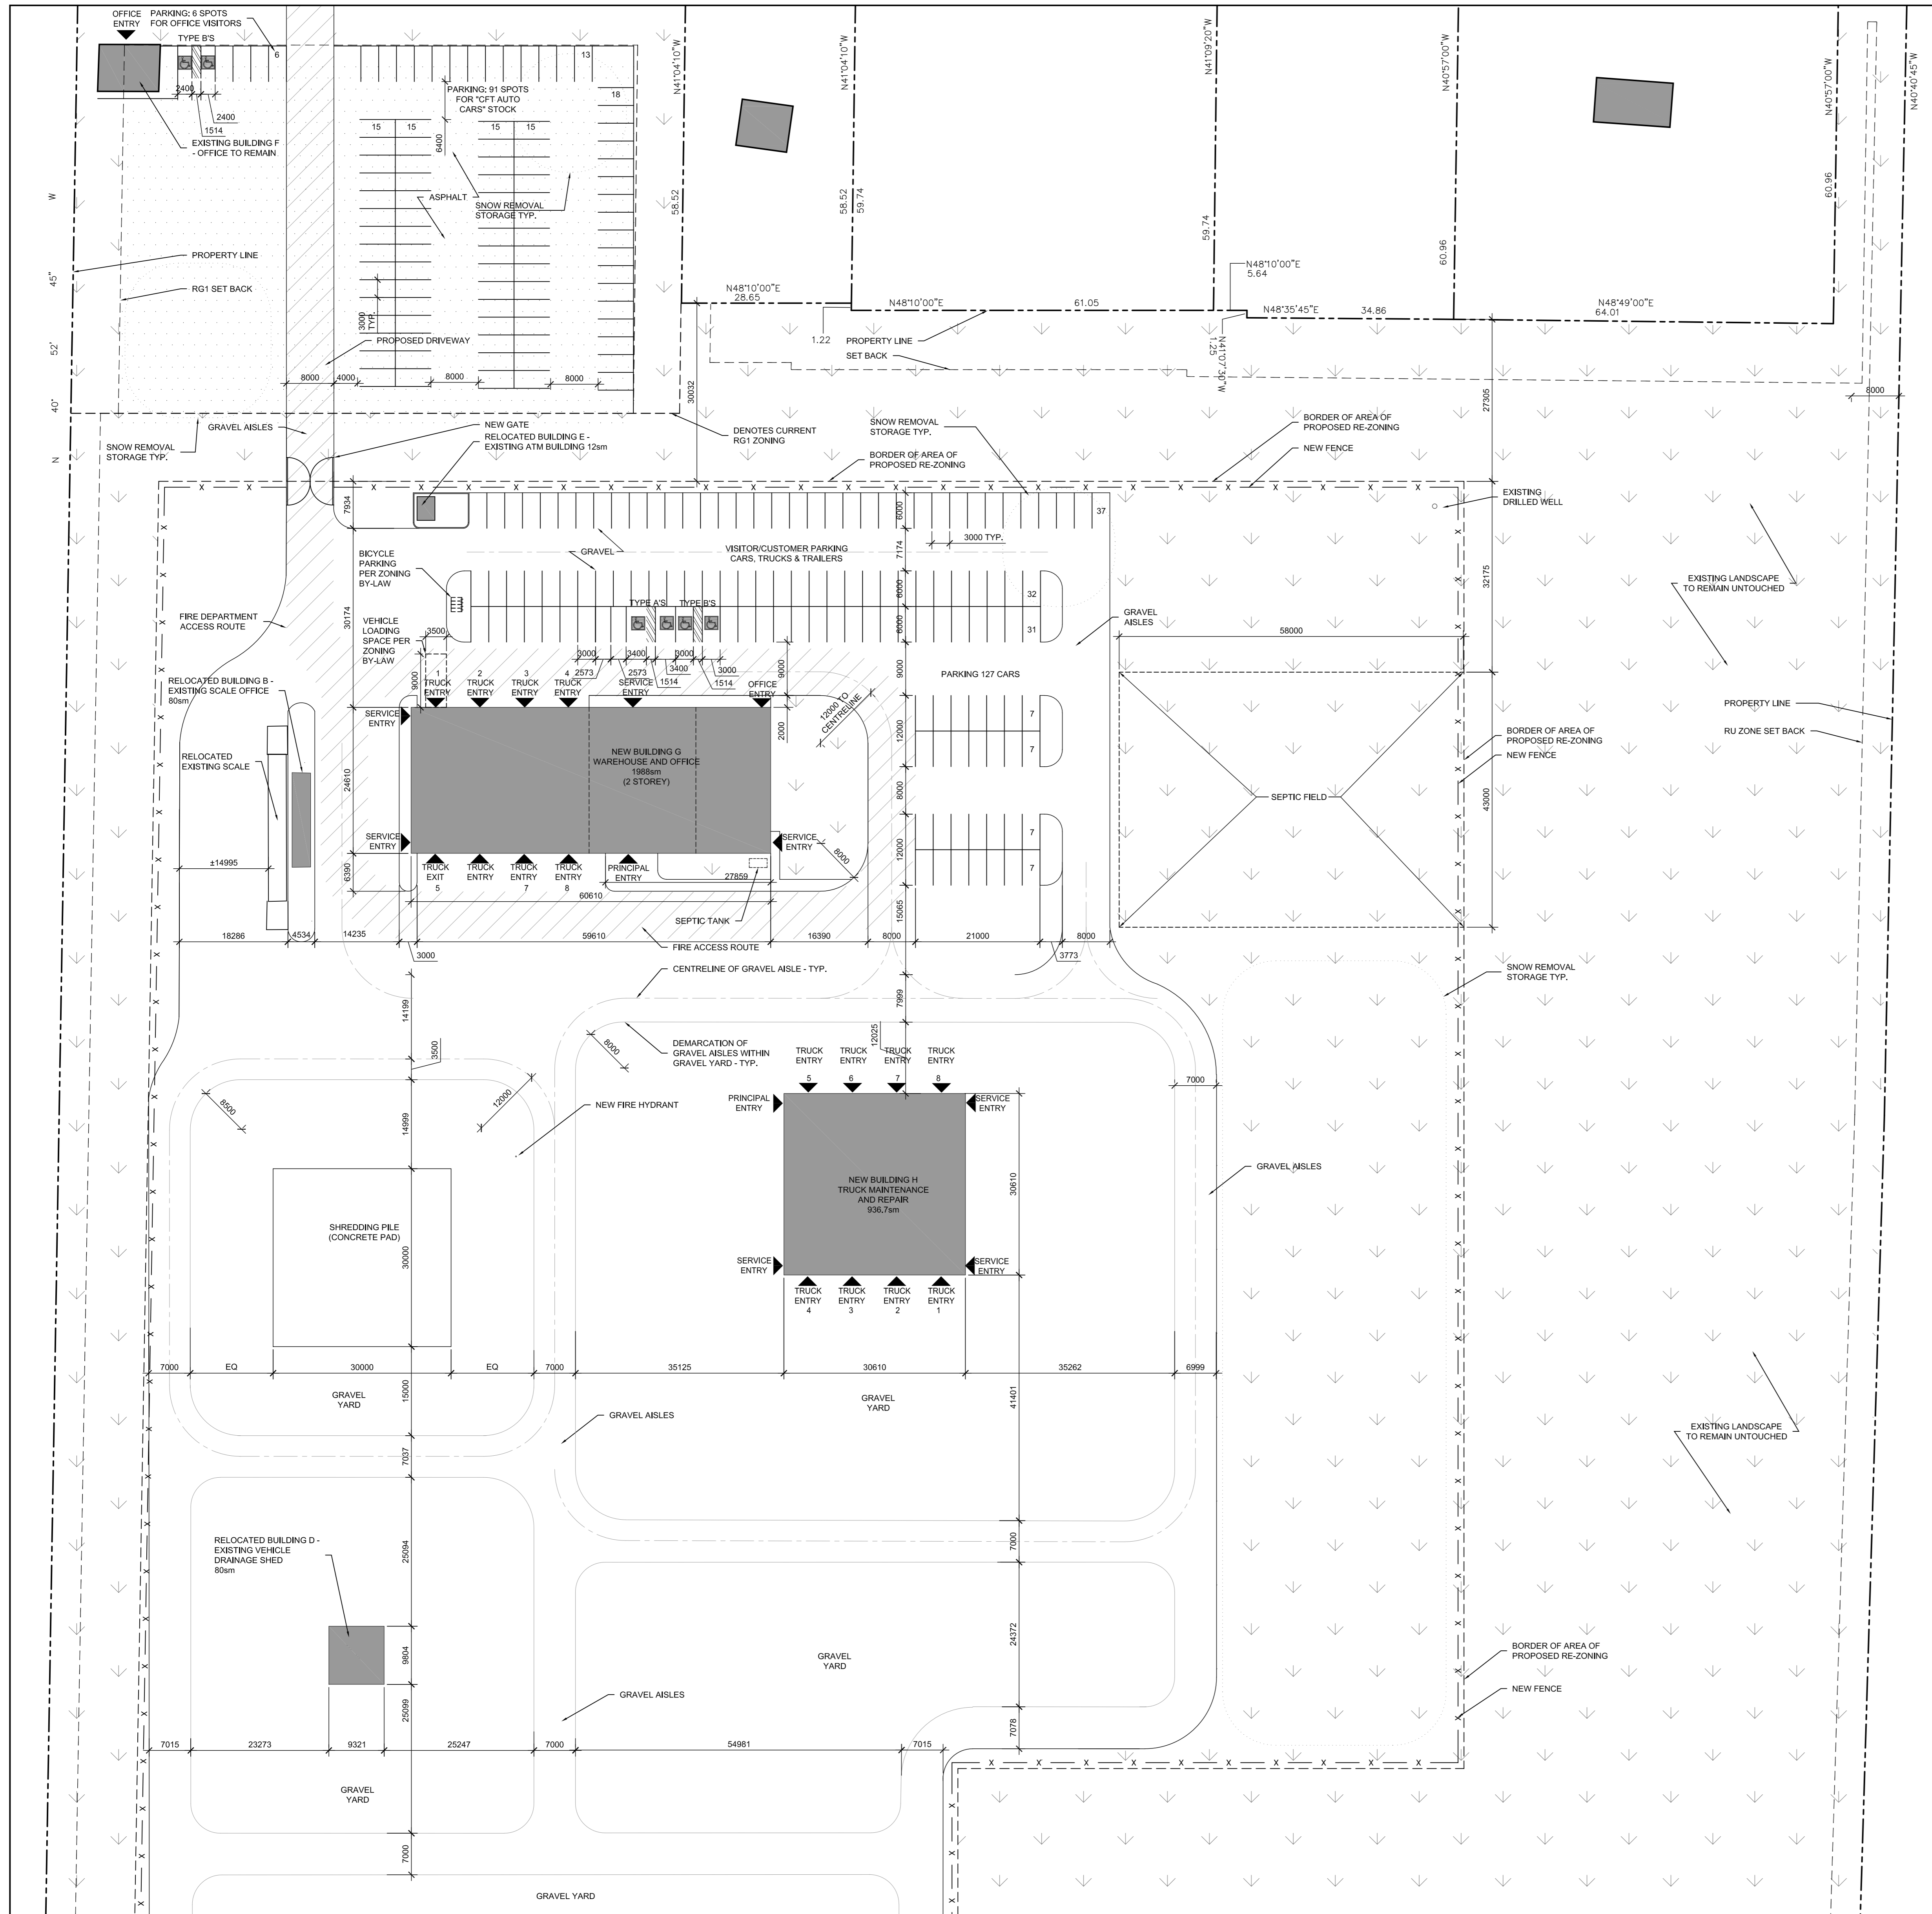 OFFICE
ENTRY
PARKING: 6 SPOTS
FOR OFFICE VISITORS
TYPE B'S
6
13
18
2400
2400
1514
EXISTING BUILDING F
- OFFICE TO REMAIN
PARKING: 91 SPOTS
FOR "CFT AUTO
CARS" STOCK
15
15
15
15
6400
ASPHALT
SNOW REMOVAL
STORAGE TYP.
PROPERTY LINE
RG1 SET BACK
3000
TYP.
PROPOSED DRIVEWAY
8000
4000
8000
8000
N 40° 52' 45" W
N41°04'10"W
58.52
N41°04'10"W
58.52
59.74
N41°09'20"W
59.74
N40°57'00"W
60.96
N40°57'00"W
60.96
N40°40'45"W
N48°10'00"E
28.65
N48°10'00"E
61.05
N48°10'00"E
5.64
N48°35'45"E
34.86
N48°49'00"E
64.01
1.22
1.25
N41°07'30"W
PROPERTY LINE
SET BACK
30032
27305
8000
GRAVEL AISLES
SNOW REMOVAL
STORAGE TYP.
NEW GATE
RELOCATED BUILDING E -
EXISTING ATM BUILDING 12sm
DENOTES CURRENT
RG1 ZONING
SNOW REMOVAL
STORAGE TYP.
BORDER OF AREA OF
PROPOSED RE-ZONING
BORDER OF AREA OF
PROPOSED RE-ZONING
NEW FENCE
EXISTING
DRILLED WELL
7934
6000
37
3000 TYP.
7174
GRAVEL
VISITOR/CUSTOMER PARKING
CARS, TRUCKS & TRAILERS
BICYCLE
PARKING
PER ZONING
BY-LAW
6000
32
TYPE A'S
TYPE B'S
6000
31
30174
FIRE DEPARTMENT
ACCESS ROUTE
VEHICLE
LOADING
SPACE PER
ZONING
BY-LAW
3500
9000
3000
2573
3400
2573
1514
3400
3000
1514
3000
9000
9000
GRAVEL
AISLES
PARKING 127 CARS
32175
EXISTING LANDSCAPE
TO REMAIN UNTOUCHED
58000
RELOCATED BUILDING B -
EXISTING SCALE OFFICE
80sm
1
TRUCK
ENTRY
2
TRUCK
ENTRY
3
TRUCK
ENTRY
4
TRUCK
ENTRY
SERVICE
ENTRY
OFFICE
ENTRY
SERVICE
ENTRY
2000
12000 TO
CENTRELINE
12000
7
7
RELOCATED
EXISTING SCALE
NEW BUILDING G
WAREHOUSE AND OFFICE
1988sm
(2 STOREY)
24610
8000
PROPERTY LINE
RU ZONE SET BACK
BORDER OF AREA OF
PROPOSED RE-ZONING
NEW FENCE
SEPTIC FIELD
43000
SERVICE
ENTRY
SERVICE
ENTRY
12000
7
7
8000
±14995
6390
TRUCK
EXIT
5
TRUCK
ENTRY
TRUCK
ENTRY
7
TRUCK
ENTRY
8
PRINCIPAL
ENTRY
27859
60610
SEPTIC TANK
15065
18286
4534
14235
3000
59610
16390
8000
21000
3773
8000
FIRE ACCESS ROUTE
CENTRELINE OF GRAVEL AISLE - TYP.
SNOW REMOVAL
STORAGE TYP.
14199
7999
12025
3500
8000
DEMARCATION OF
GRAVEL AISLES WITHIN
GRAVEL YARD - TYP.
TRUCK
ENTRY
5
TRUCK
ENTRY
6
TRUCK
ENTRY
7
TRUCK
ENTRY
8
7000
8500
12000
NEW FIRE HYDRANT
PRINCIPAL
ENTRY
SERVICE
ENTRY
14999
GRAVEL AISLES
NEW BUILDING H
TRUCK MAINTENANCE
AND REPAIR
936,7sm
30610
SHREDDING PILE
(CONCRETE PAD)
30000
SERVICE
ENTRY
SERVICE
ENTRY
TRUCK
ENTRY
4
TRUCK
ENTRY
3
TRUCK
ENTRY
2
TRUCK
ENTRY
1
7000
EQ
30000
EQ
7000
35125
30610
35262
6999
GRAVEL
YARD
15000
GRAVEL
YARD
41401
GRAVEL AISLES
EXISTING LANDSCAPE
TO REMAIN UNTOUCHED
7037
RELOCATED BUILDING D -
EXISTING VEHICLE
DRAINAGE SHED
80sm
25094
7000
24372
9804
GRAVEL
YARD
BORDER OF AREA OF
PROPOSED RE-ZONING
NEW FENCE
GRAVEL AISLES
25099
7078
7015
23273
9321
25247
7000
54981
7015
GRAVEL
YARD
7000
GRAVEL YARD